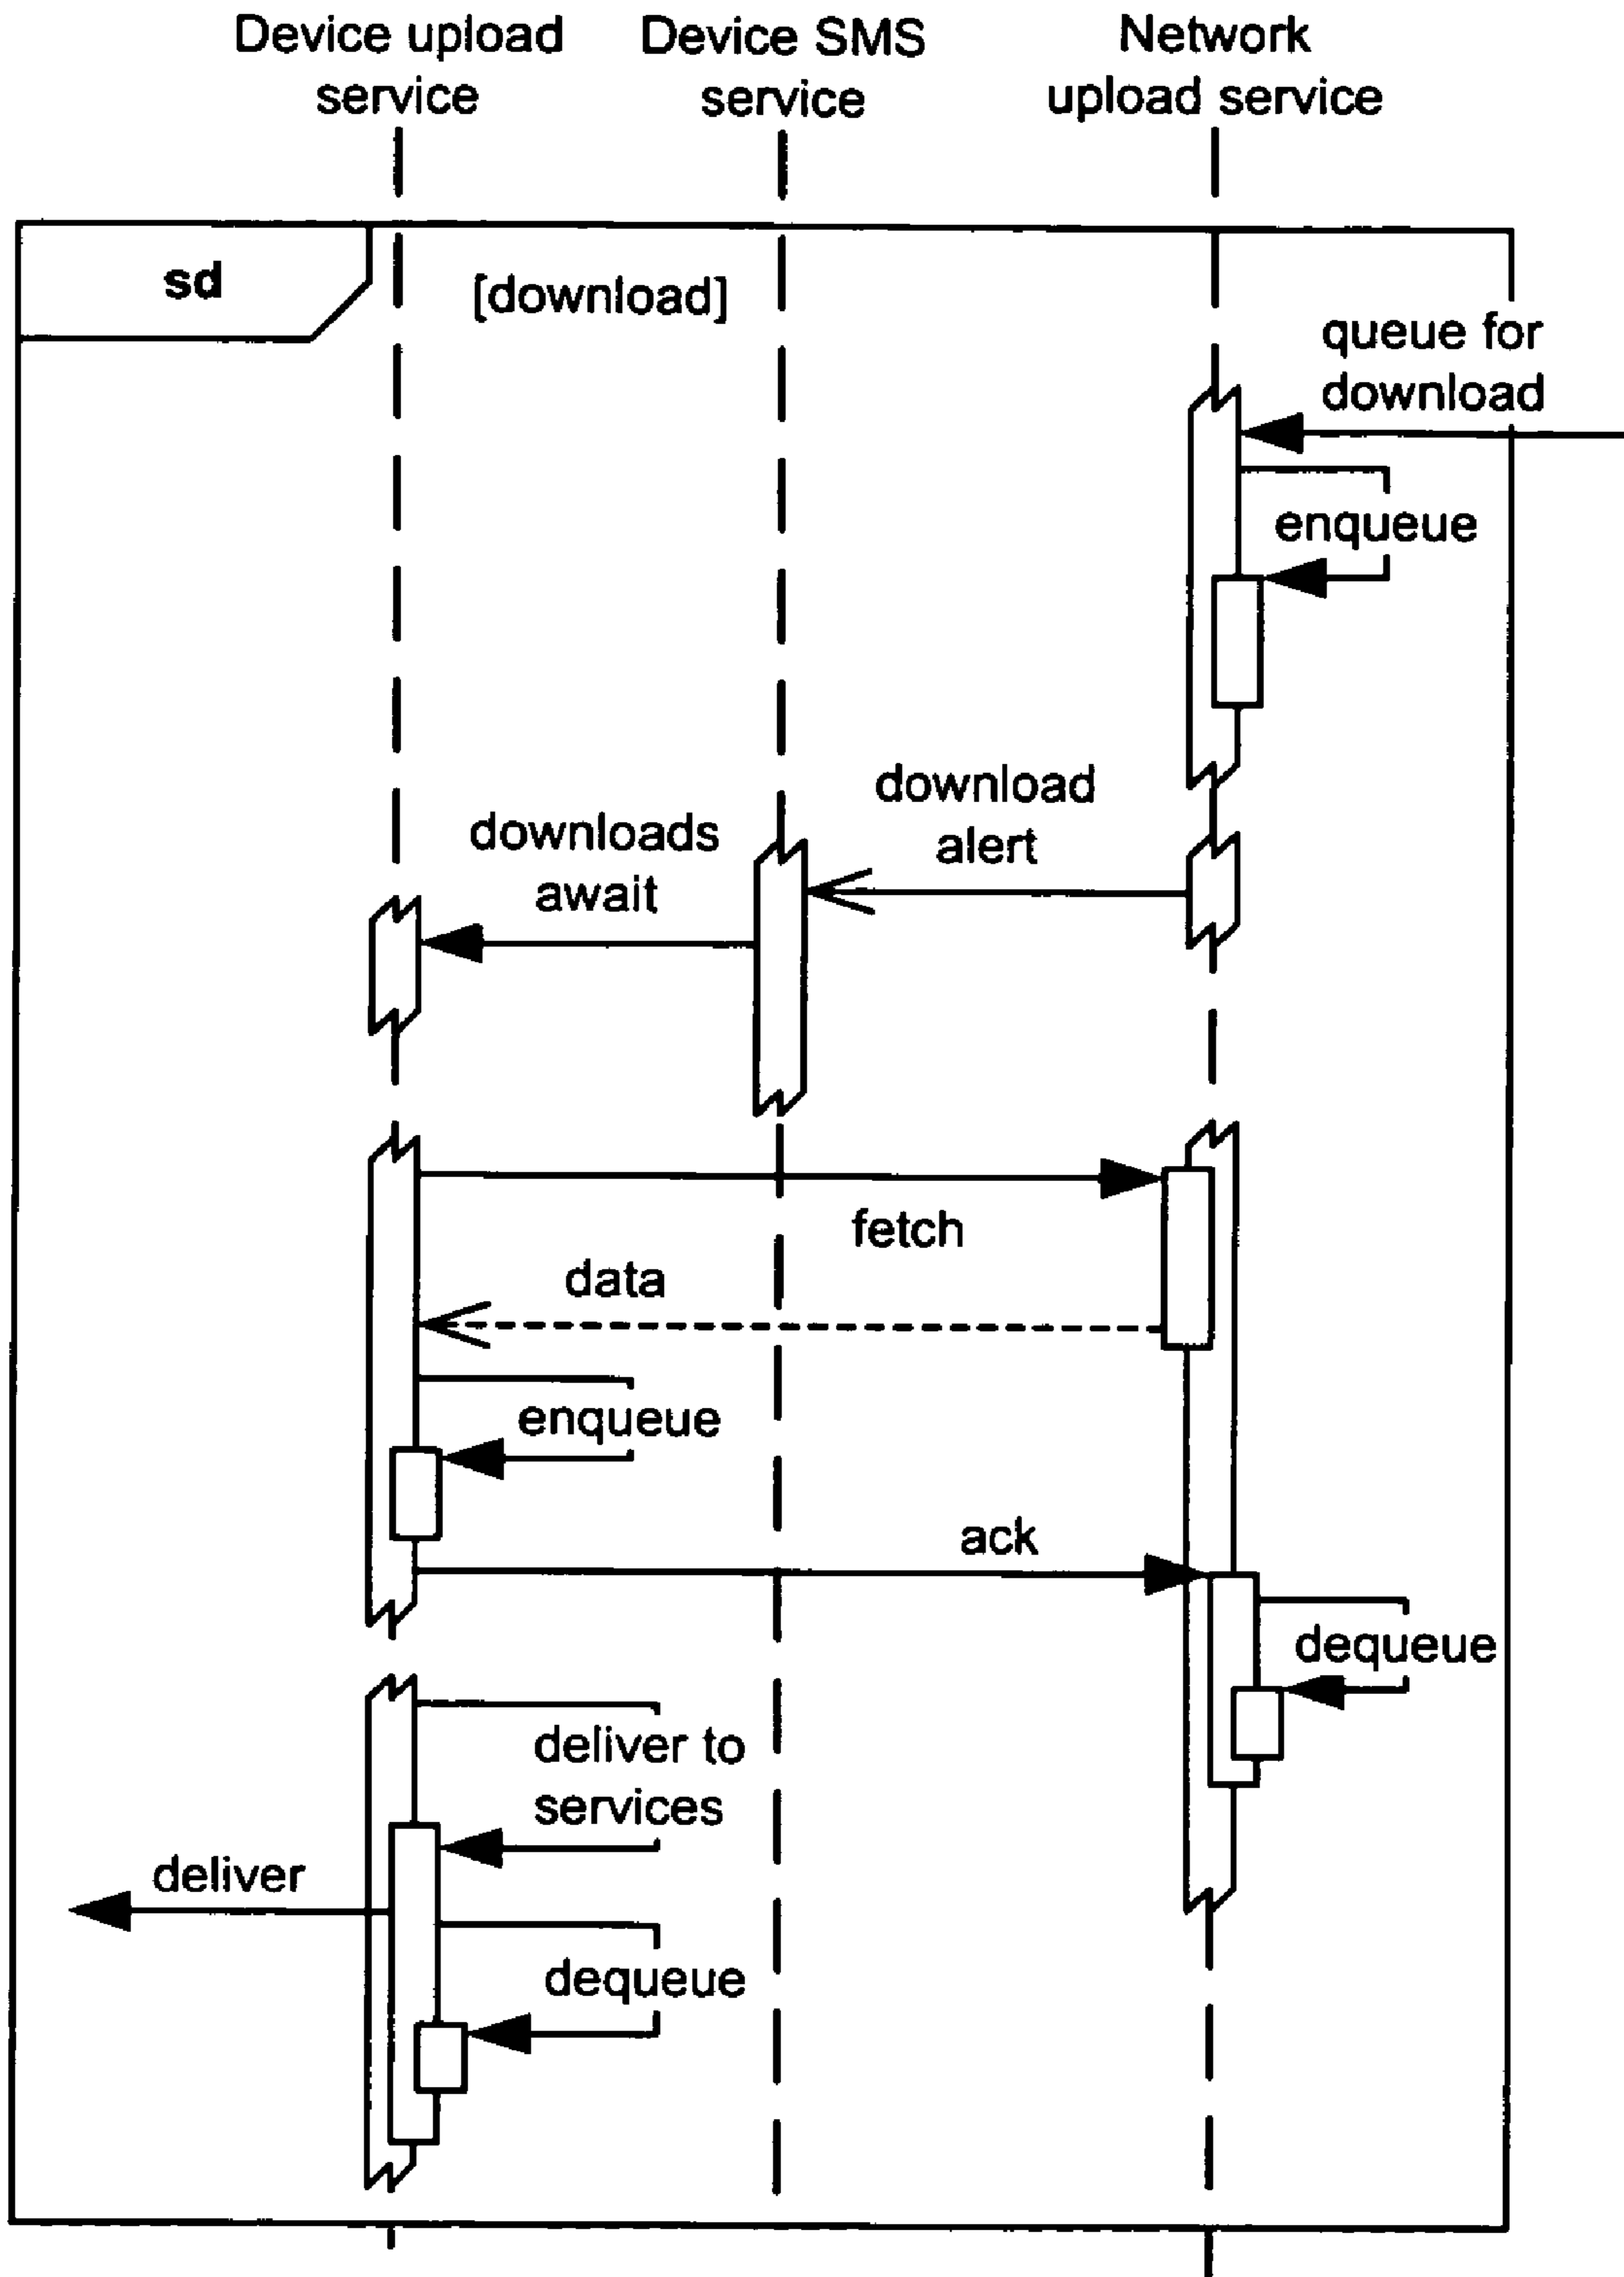 Device upload
service
Device SMS
service
Network
upload service
sd
[download]
queue for
download
enqueue
download
alert
downloads
await
fetch
data
enqueue
ack
dequeue
deliver to
services
deliver
dequeue